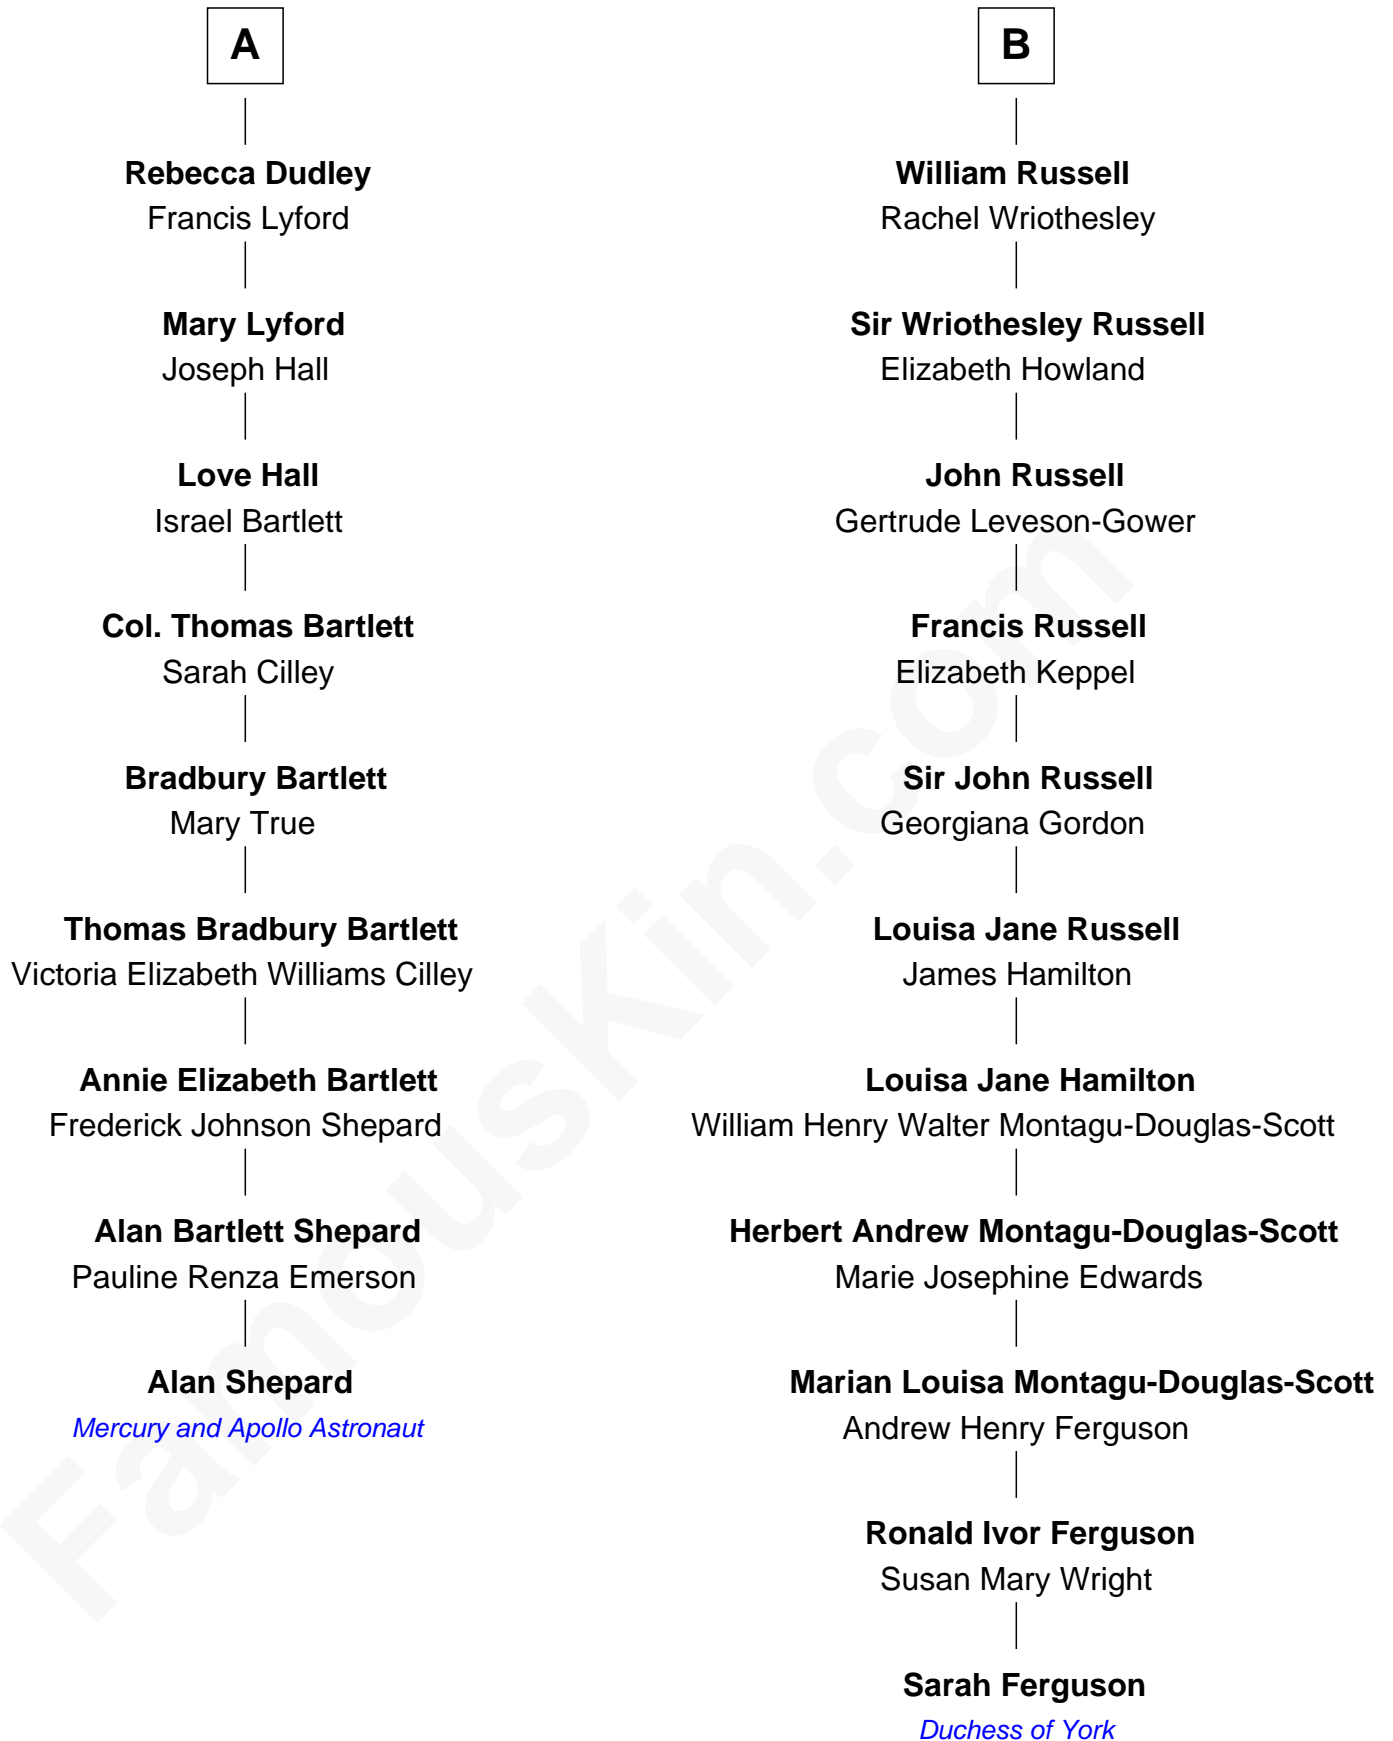 A
Rebecca Dudley
Francis Lyford
Mary Lyford
Joseph Hall
Love Hall
Israel Bartlett
Col. Thomas Bartlett
Sarah Cilley
Bradbury Bartlett
Mary True
Thomas Bradbury Bartlett
Victoria Elizabeth Williams Cilley
Annie Elizabeth Bartlett
Frederick Johnson Shepard
Alan Bartlett Shepard
Pauline Renza Emerson
Alan Shepard
Mercury and Apollo Astronaut
B
William Russell
Rachel Wriothesley
Sir Wriothesley Russell
Elizabeth Howland
John Russell
Gertrude Leveson-Gower
Francis Russell
Elizabeth Keppel
Sir John Russell
Georgiana Gordon
Louisa Jane Russell
James Hamilton
Louisa Jane Hamilton
William Henry Walter Montagu-Douglas-Scott
Herbert Andrew Montagu-Douglas-Scott
Marie Josephine Edwards
Marian Louisa Montagu-Douglas-Scott
Andrew Henry Ferguson
Ronald Ivor Ferguson
Susan Mary Wright
Sarah Ferguson
Duchess of York
FamousKin.com